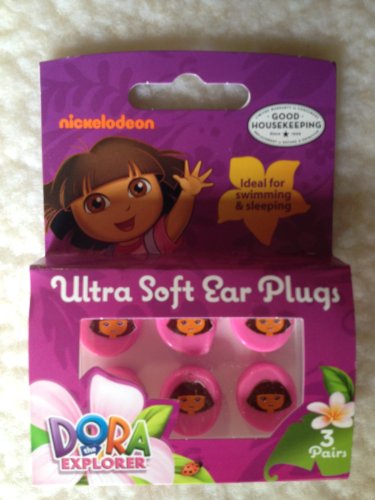 nickelodeon
GOOD
HOUSEKEEPING
Ideal for
swimming
& sleeping
Ultra Soft Ear Plugs
DORA
the
EXPLORER
3
Pairs